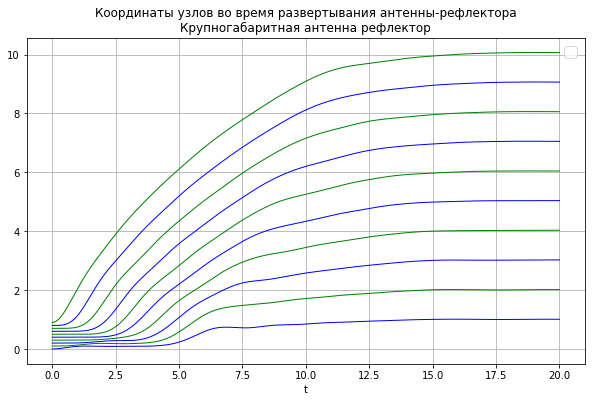 Координаты узлов во время развертывания антенны-рефлектора
Крупногабаритная антенна рефлектор
10
8
6
4
2
0
0.0 2.5 5.0 7.5 10.0 12.5 15.0 17.5 20.0
t